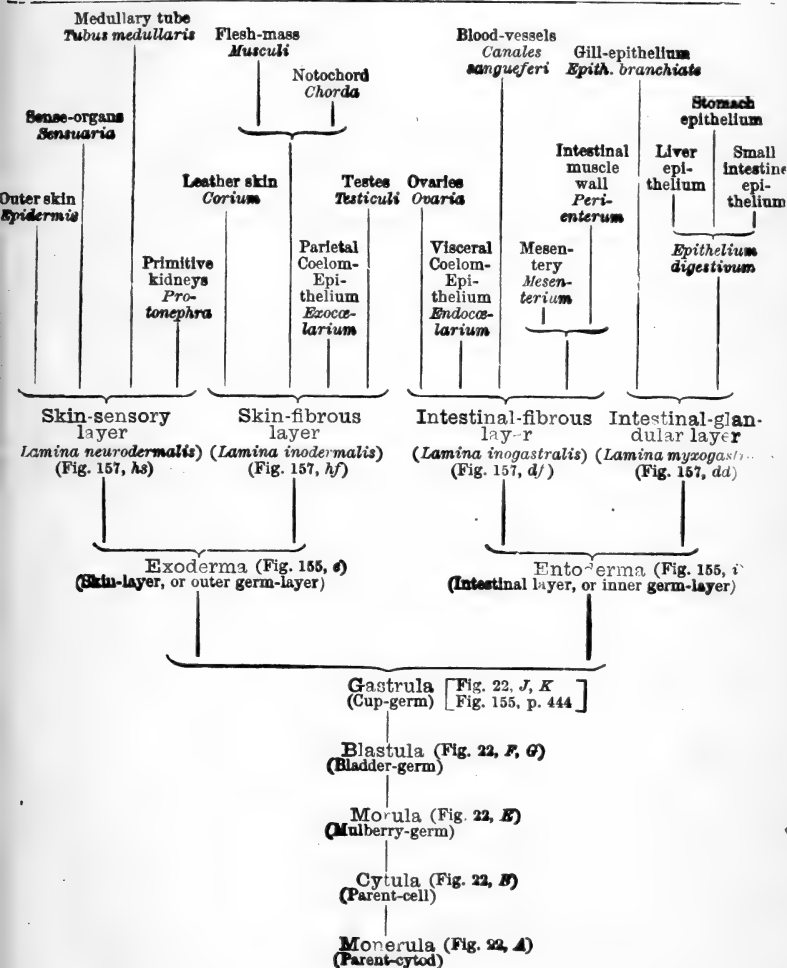 Medullary tube
Tubus medullaris
Flesh-mass
Musculi
Notochord
Chorda
Blood-vessels
Canales
sangueferi
Gill-epithelium
Epith. branchiate
Stomach
epithelium
Sense-organs
Sensuaria
Leather skin
Corium
Testes
Testiculi
Ovaries
Ovaria
Intestinal
muscle
wall
Peri-
enterum
Liver
epi-
thelium
Small
intestine
epi-
thelium
Outer skin
Epidermis
Primitive
kidneys
Pro-
tonephra
Parietal
Coelom-
Epi-
thelium
Exocœ-
larium
Visceral
Coelom-
Epi-
thelium
Endocœ-
larium
Mesen-
tery
Mesen-
terium
Epithelium
digestivum
Skin-sensory
layer
Lamina neurodermalis)
(Fig. 157, hs)
Skin-fibrous
layer
(Lamina inodermalis)
(Fig. 157, hf)
Intestinal-fibrous
layer
(Lamina inogastralis)
(Fig. 157, df)
Intestinal-glan-
dular layer
(Lamina
(Fig. 157, dd)
Exoderma (Fig. 155, e)
(Skin-layer, or outer germ-layer)
Entoderma (Fig. 155, i
(Intestinal layer, or inner germ-layer)
Gastrula [Fig. 22, J, K
(Cup-germ) Fig. 155, p. 444]
Blastula (Fig. 22, F, G)
(Bladder-germ)
Morula (Fig. 22, E)
(Mulberry-germ)
Cytula (Fig. 22, B)
(Parent-cell)
Monerula (Fig. 22, A)
(Parent-cytod)